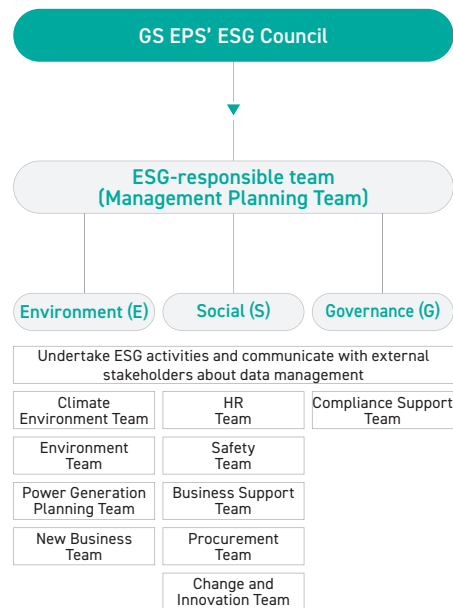 GS EPS’ ESG Council
ESG-responsible team
(Management Planning Team)
Environment (E)
Social (S)
Governance (G)
Undertake ESG activities and communicate with external
stakeholders about data management
Climate
Environment Team
HR
Team
Compliance Support
Team
Environment
Team
Safety
Team
Power Generation
Planning Team
Business Support
Team
New Business
Team
Procurement
Team
Change and
Innovation Team